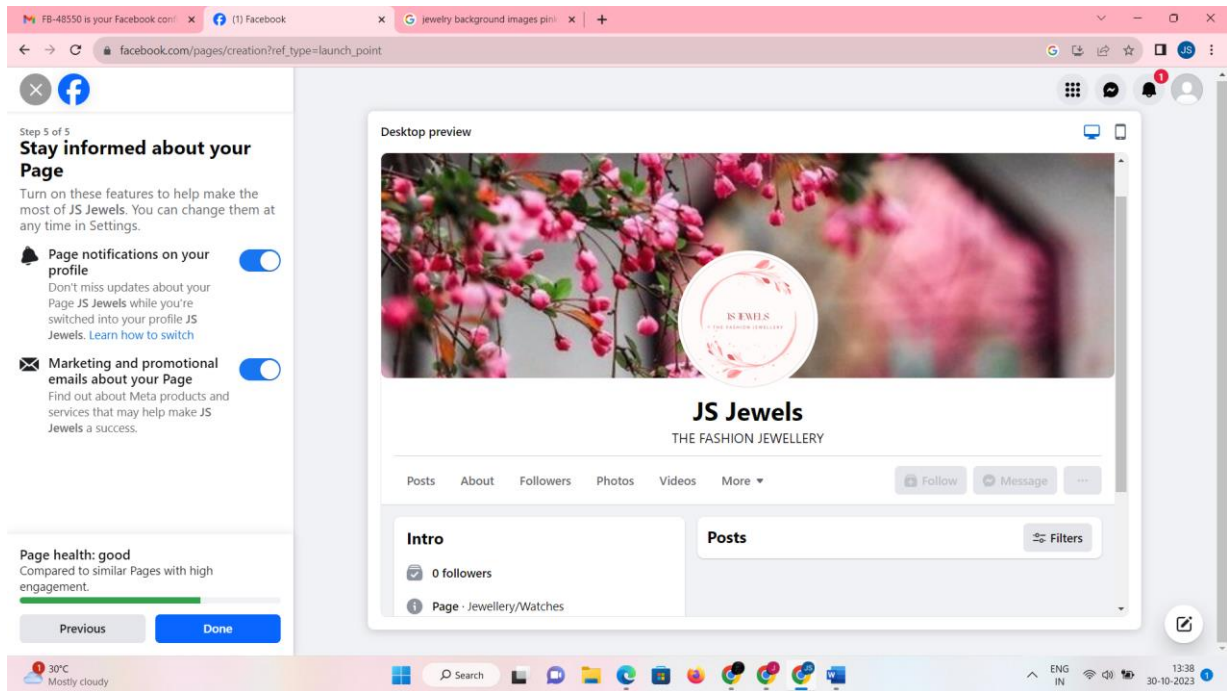 FB-48550 is your Facebook conf
(1) Facebook
jewelry background images pink
facebook.com/pages/creation?ref_type=launch_point
JS
1
Step 5 of 5
Stay informed about your
Page
Turn on these features to help make the
most of JS Jewels. You can change them at
any time in Settings.
Page notifications on your
profile
Don't miss updates about your
Page JS Jewels while you're
switched into your profile JS
Jewels. Learn how to switch
Marketing and promotional
emails about your Page
Find out about Meta products and
services that may help make JS
Jewels a success.
Page health: good
Compared to similar Pages with high
engagement.
Previous
Done
Desktop preview
JS JEWELS
THE FASHION JEWELLERY
JS Jewels
THE FASHION JEWELLERY
Posts About Followers Photos Videos More
Follow
Message
Intro
0 followers
Page · Jewellery/Watches
Posts
Filters
1
30°C
Mostly cloudy
Search
ENG
IN
13:38
30-10-2023
1